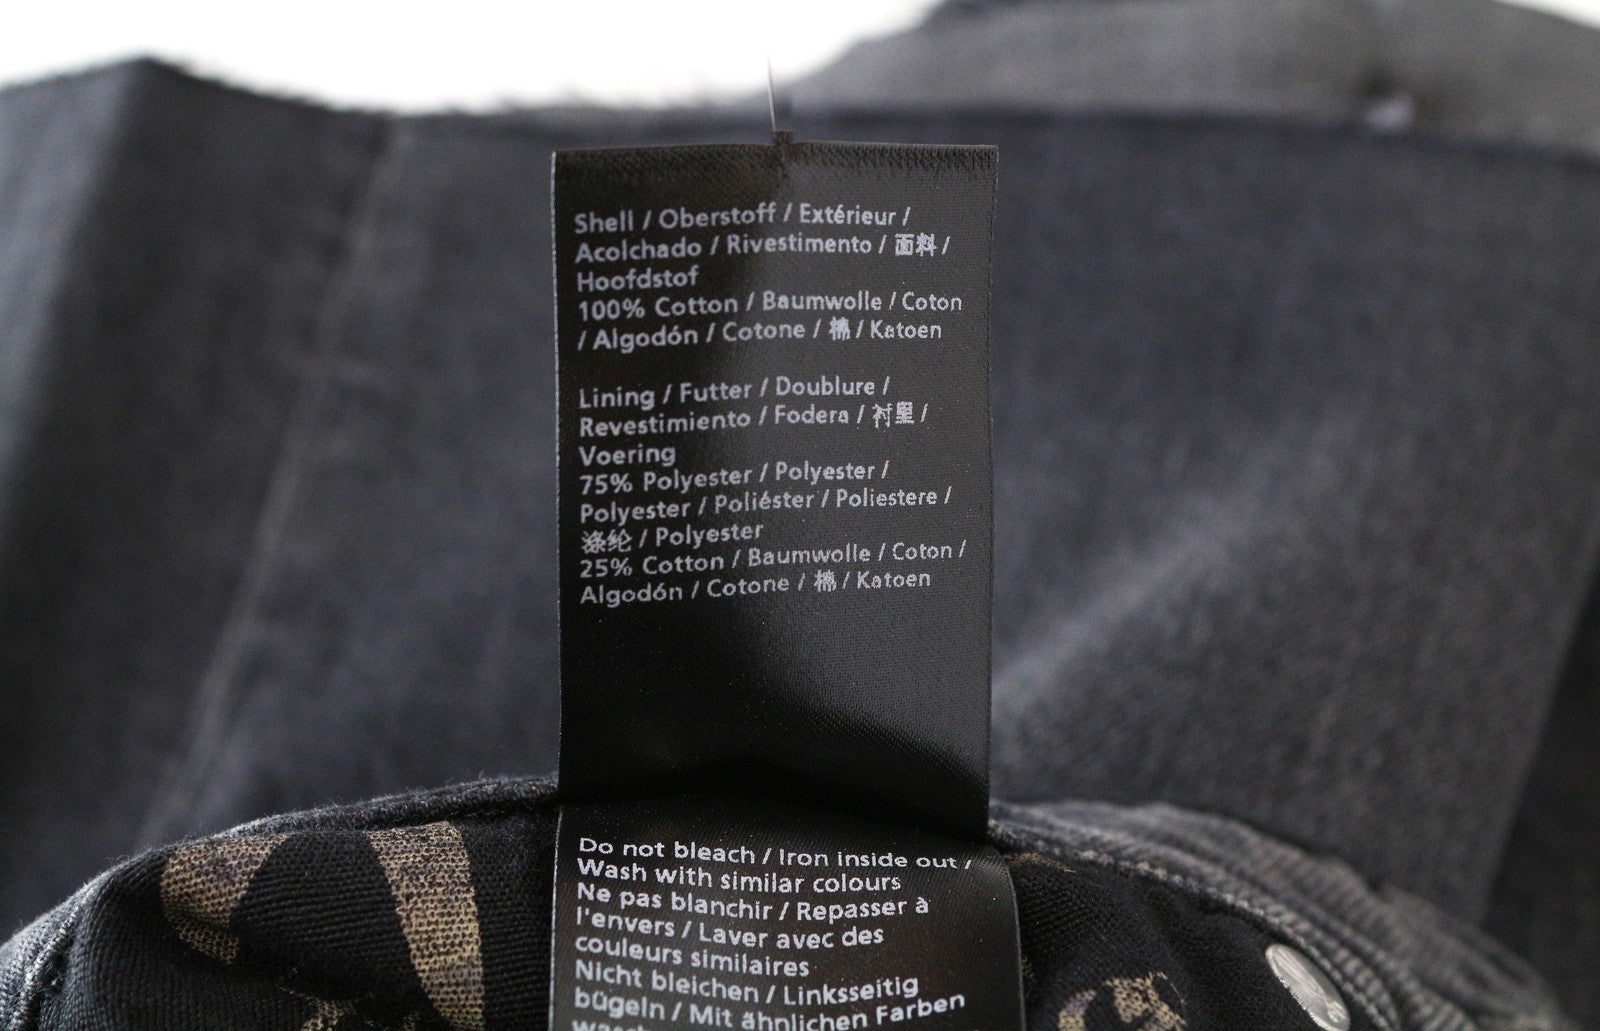 Shell / Oberstoff / Extérieur /
Acolchado / Rivestimento / 面料 /
Hoofdstof
100% Cotton / Baumwolle / Coton
/ Algodón / Cotone / 棉 / Katoen
Lining / Futter / Doublure /
Revestimiento / Fodera / 衬里 /
Voering
75% Polyester / Polyester /
Polyester / Poliéster / Poliestere /
涤纶 / Polyester
25% Cotton / Baumwolle / Coton /
Algodón / Cotone / 棉 / Katoen
Do not bleach / Iron inside out /
Wash with similar colours
Ne pas blanchir / Repasser à
l'envers / Laver avec des
couleurs similaires
Nicht bleichen / Linksseitig
bügeln / Mit ähnlichen Farben